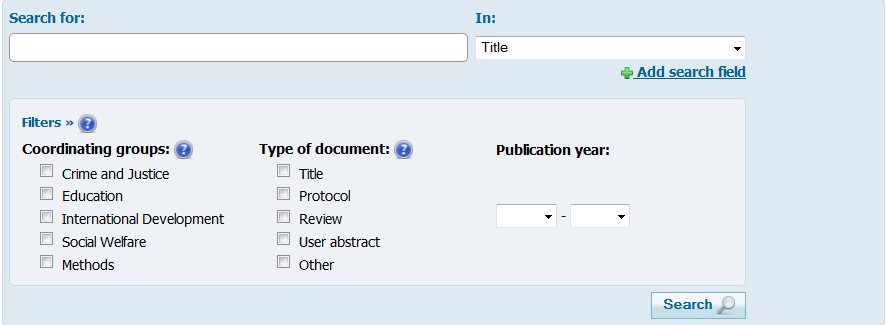 Search for: In:
Title
Add search field
Filters »
Coordinating groups: Type of document: Publication year:
Crime and Justice Title
Education Protocol
International Development Review
Social Welfare User abstract
Methods Other
-
Search